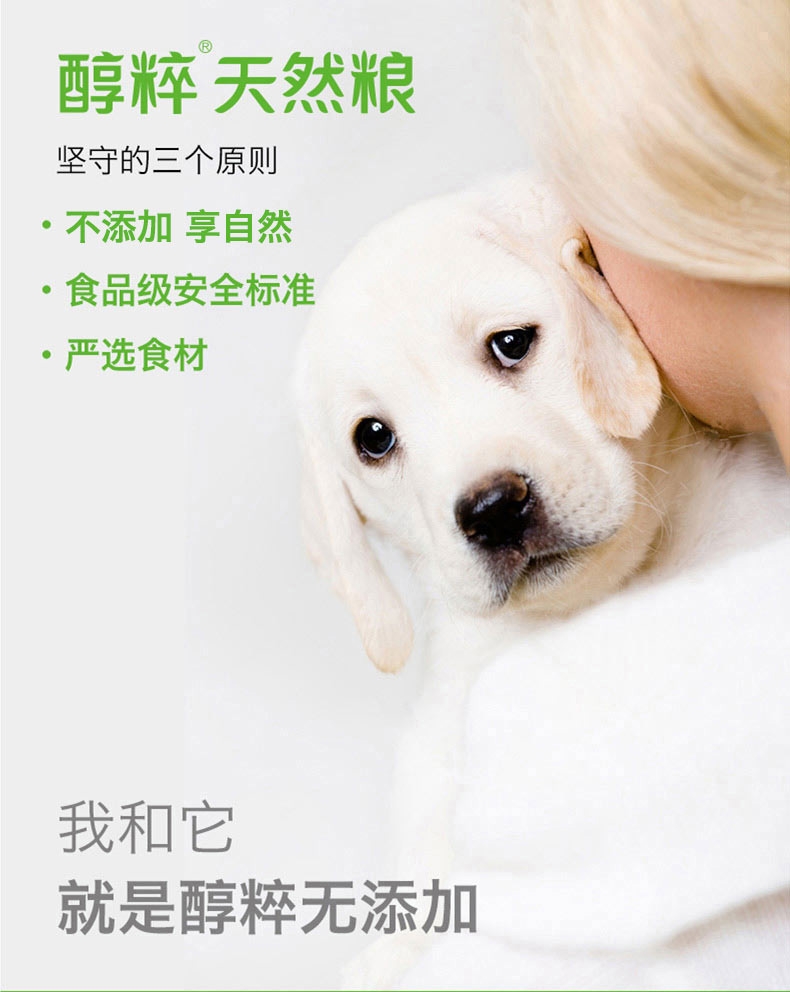 醇粹®天然粮
坚守的三个原则
·不添加 享自然
·食品级安全标准
·严选食材
我和它
就是醇粹无添加